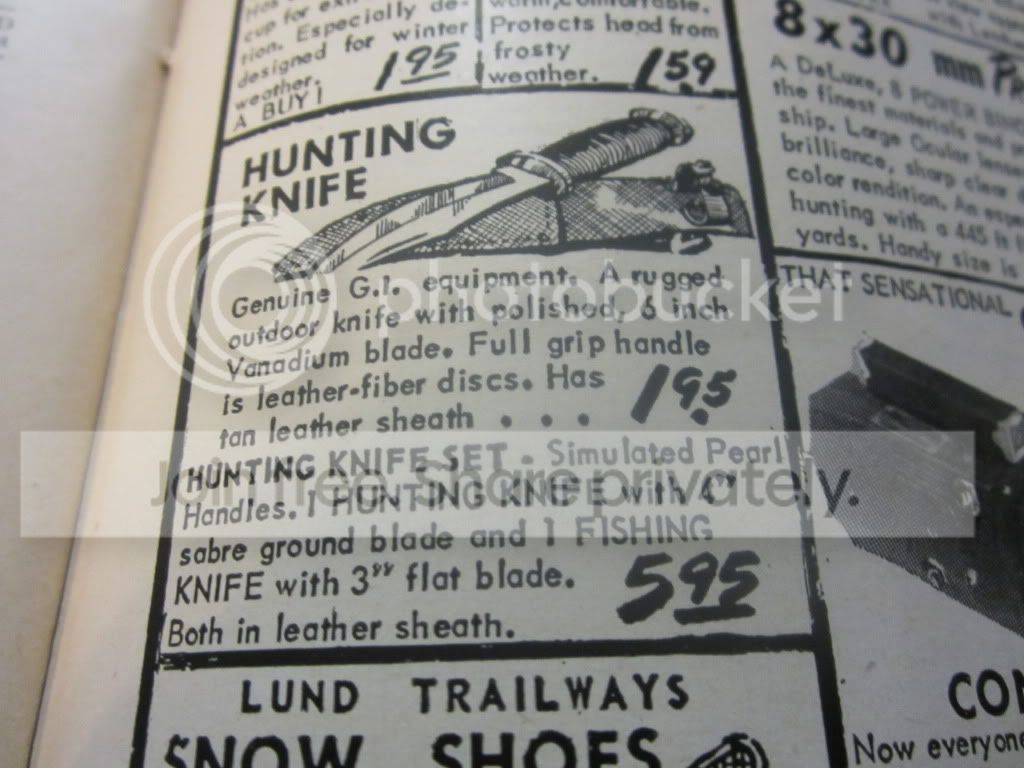 cup for
tion. Especially de-
designed for winter
weather.
A BUY! 1.95
warm, comfortable.
Protects head from
frosty
weather. 1.59
HUNTING
KNIFE
Genuine G.I. equipment. A rugged
outdoor knife with polished, 6 inch
Vanadium blade. Full grip handle
is leather-fiber discs. Has
tan leather sheath . . . . 1.95
HUNTING KNIFE SET - Simulated Pearl
Handles. 1 HUNTING KNIFE with 4"
sabre ground blade and 1 FISHING
KNIFE with 3" flat blade.
Both in leather sheath. 5.95
LUND TRAILWAYS
SNOW SHOES
8 x 30 mm
A DeLuxe, 8 POWER
the finest materials and
ship. Large Ocular
brilliance, sharp clear
color rendition. An
hunting with a 445 ft
yards. Handy size is
THAT SENSATIONAL
CON
Now everyone
photobucket
Join free. Share privately.